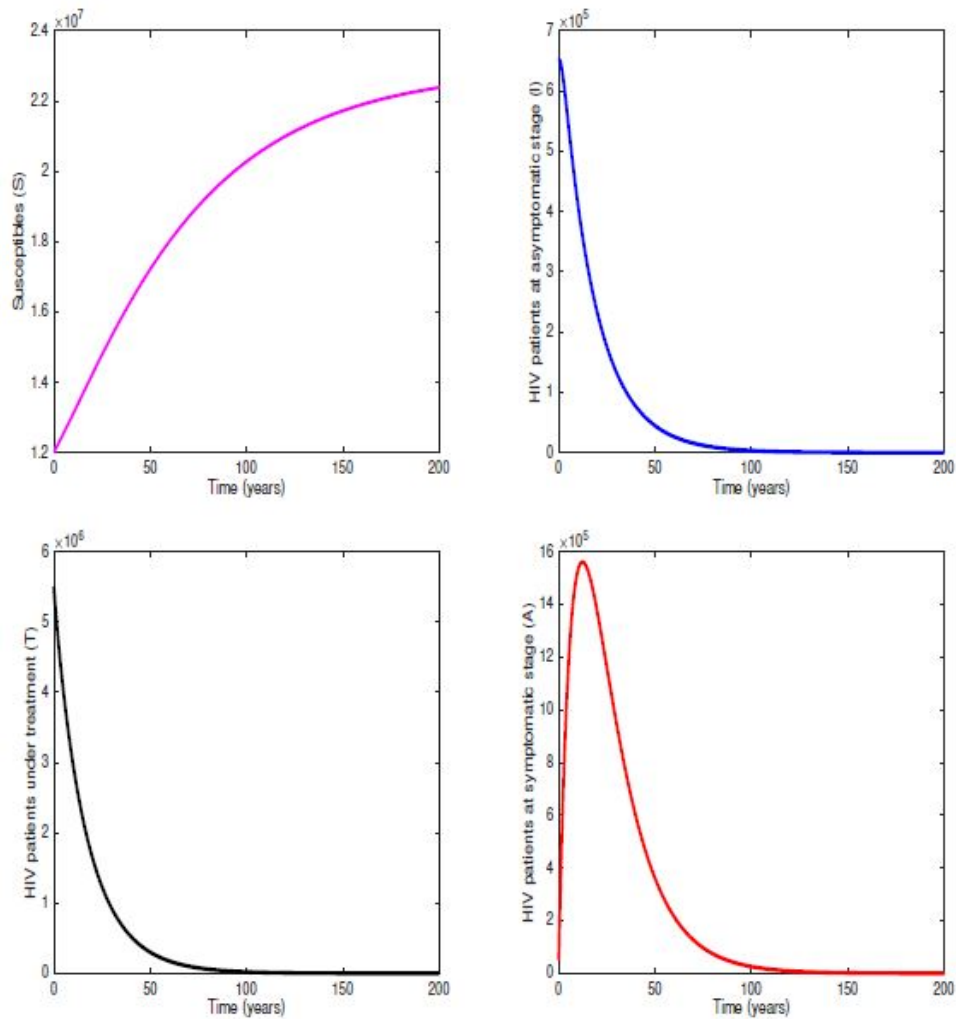 ×10⁷
2.4
2.2
2
1.8
1.6
1.4
1.2
0 50 100 150 200
Time (years)
Susceptibles (S)
×10⁵
7
6
5
4
3
2
1
0
0 50 100 150 200
Time (years)
HIV patients at asymptomatic stage (I)
×10⁶
6
5
4
3
2
1
0
0 50 100 150 200
Time (years)
HIV patients under treatment (T)
×10⁵
16
14
12
10
8
6
4
2
0
0 50 100 150 200
Time (years)
HIV patients at symptomatic stage (A)